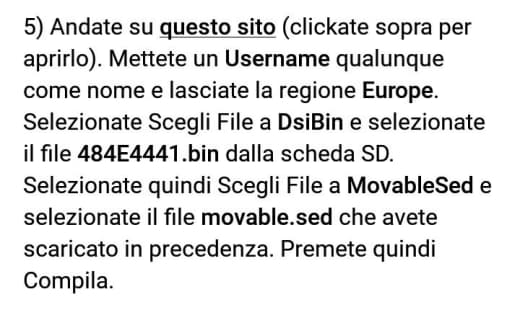 5) Andate su questo sito (clickate sopra per
aprirlo). Mettete un Username qualunque
come nome e lasciate la regione Europe.
Selezionate Scegli File a DsiBin e selezionate
il file 484E4441.bin dalla scheda SD.
Selezionate quindi Scegli File a MovableSed e
selezionate il file movable.sed che avete
scaricato in precedenza. Premete quindi
Compila.